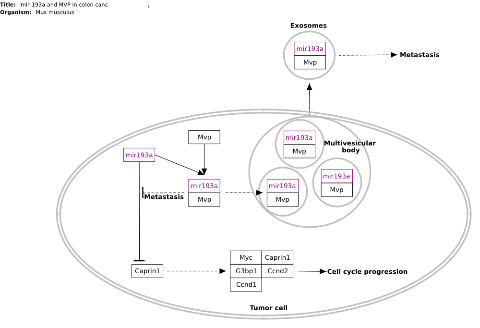 Title: mir 193a and MVP in colon canc
Organism: Mus musculus
Exosomes
mir193a
Mvp
Metastasis
mir193a
Mvp
Multivesicular
body
Mvp
mir193a
mir193a
Mvp
mir193a
Mvp
mir193a
Mvp
Metastasis
Myc
Caprin1
Caprin1
G3bp1
Ccnd2
Ccnd1
Cell cycle progression
Tumor cell